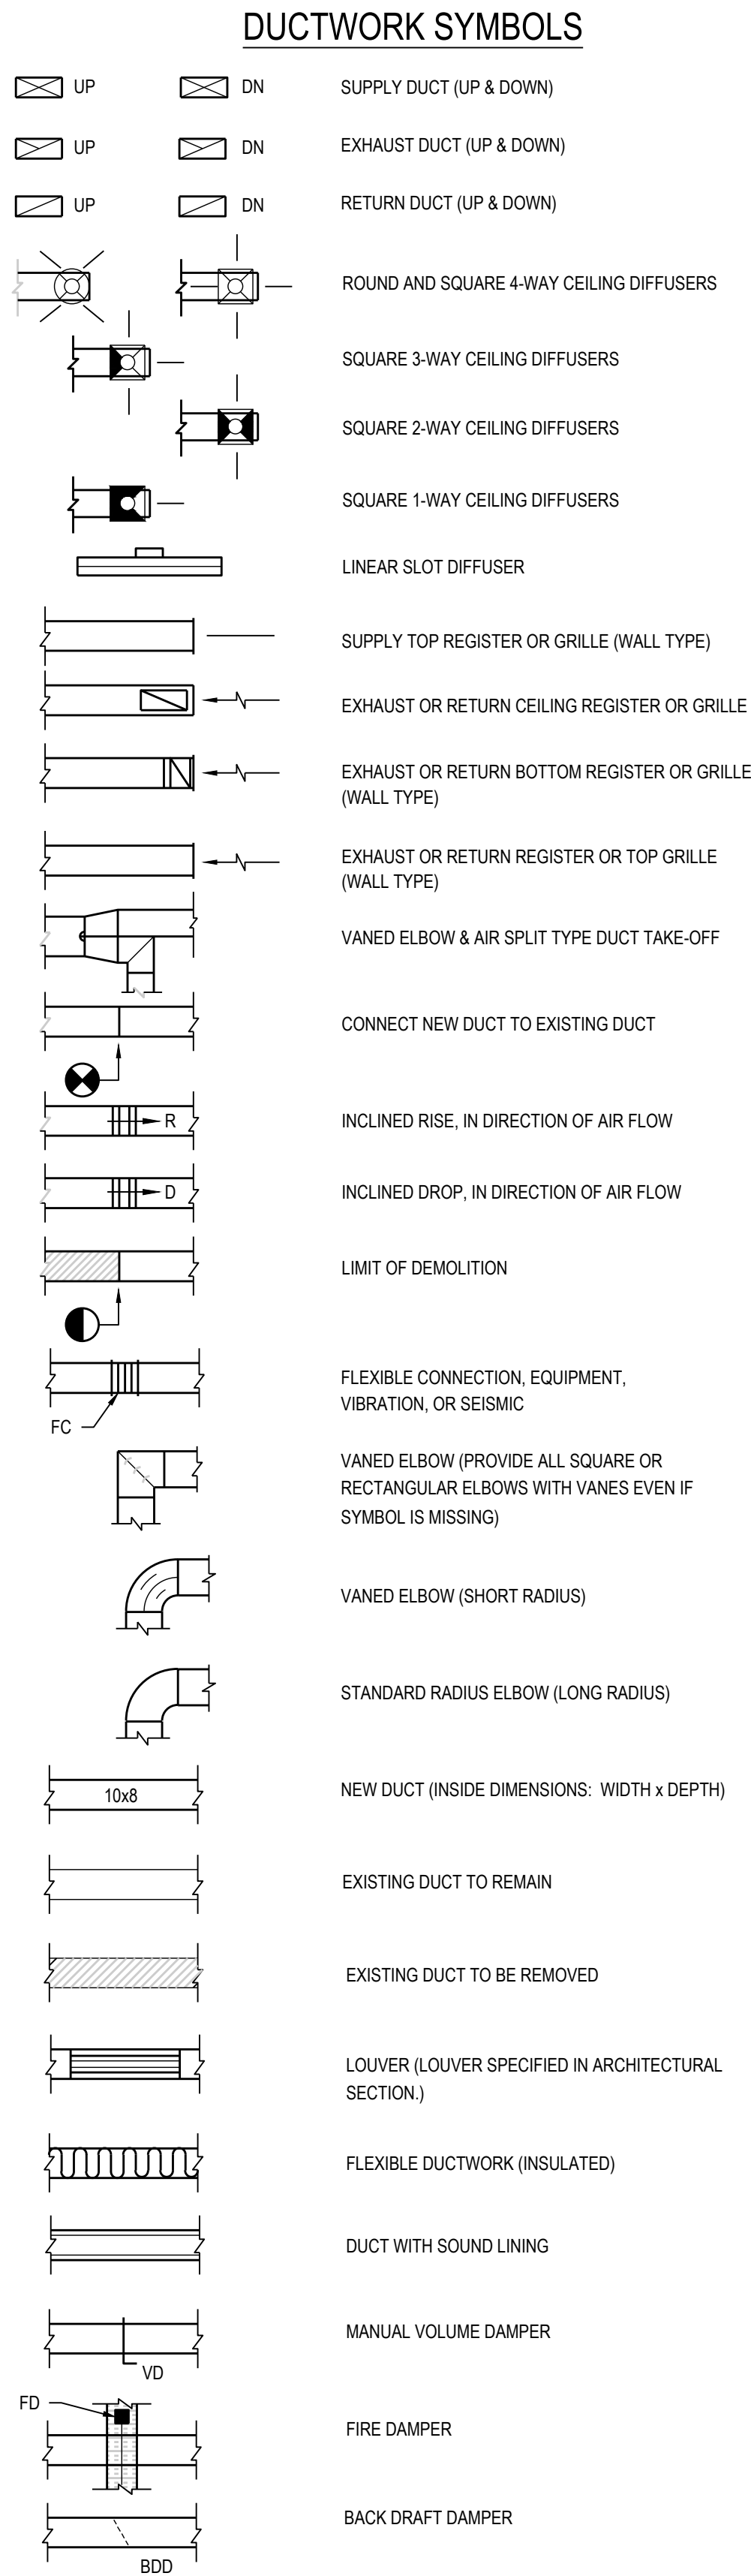 DUCTWORK SYMBOLS
UP DN SUPPLY DUCT (UP & DOWN)
UP DN EXHAUST DUCT (UP & DOWN)
UP DN RETURN DUCT (UP & DOWN)
ROUND AND SQUARE 4-WAY CEILING DIFFUSERS
SQUARE 3-WAY CEILING DIFFUSERS
SQUARE 2-WAY CEILING DIFFUSERS
SQUARE 1-WAY CEILING DIFFUSERS
LINEAR SLOT DIFFUSER
SUPPLY TOP REGISTER OR GRILLE (WALL TYPE)
EXHAUST OR RETURN CEILING REGISTER OR GRILLE
EXHAUST OR RETURN BOTTOM REGISTER OR GRILLE
(WALL TYPE)
EXHAUST OR RETURN REGISTER OR TOP GRILLE
(WALL TYPE)
VANED ELBOW & AIR SPLIT TYPE DUCT TAKE-OFF
CONNECT NEW DUCT TO EXISTING DUCT
R INCLINED RISE, IN DIRECTION OF AIR FLOW
D INCLINED DROP, IN DIRECTION OF AIR FLOW
LIMIT OF DEMOLITION
FLEXIBLE CONNECTION, EQUIPMENT,
VIBRATION, OR SEISMIC
FC
VANED ELBOW (PROVIDE ALL SQUARE OR
RECTANGULAR ELBOWS WITH VANES EVEN IF
SYMBOL IS MISSING)
VANED ELBOW (SHORT RADIUS)
STANDARD RADIUS ELBOW (LONG RADIUS)
10x8 NEW DUCT (INSIDE DIMENSIONS: WIDTH x DEPTH)
EXISTING DUCT TO REMAIN
EXISTING DUCT TO BE REMOVED
LOUVER (LOUVER SPECIFIED IN ARCHITECTURAL
SECTION.)
FLEXIBLE DUCTWORK (INSULATED)
DUCT WITH SOUND LINING
MANUAL VOLUME DAMPER
VD
FD
FIRE DAMPER
BACK DRAFT DAMPER
BDD